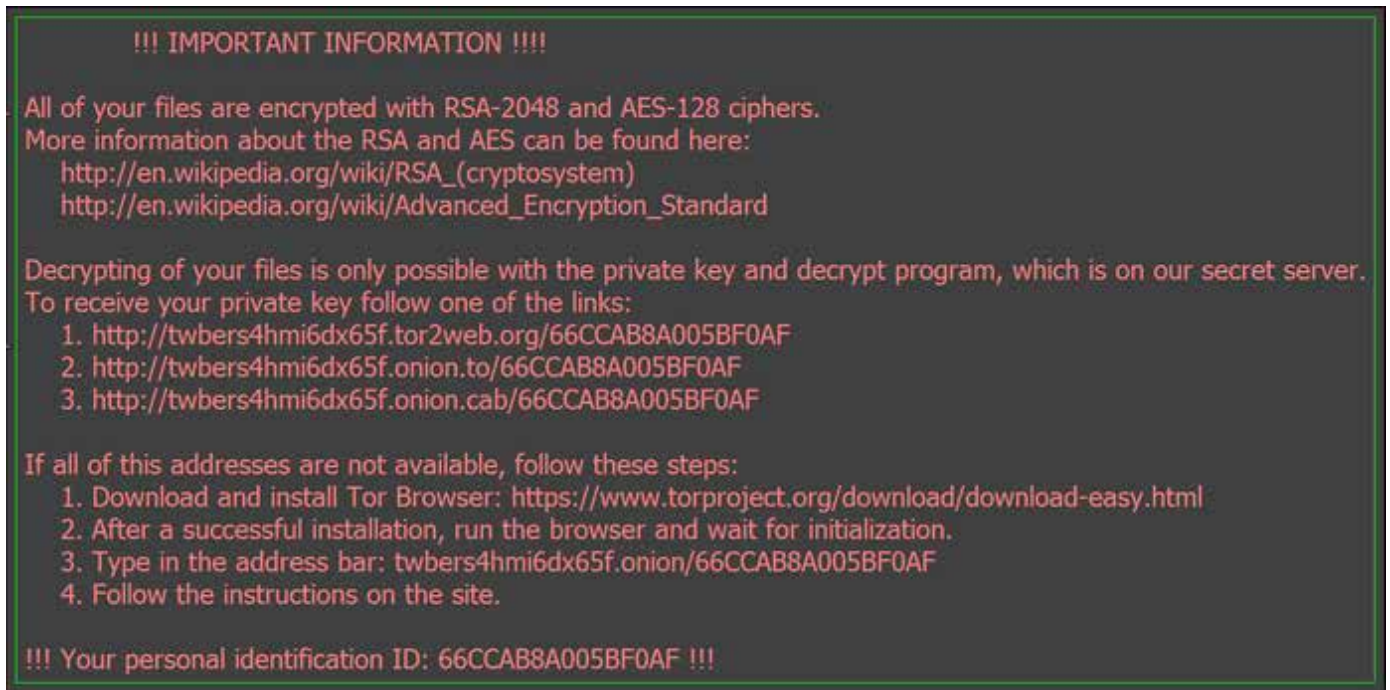 !!! IMPORTANT INFORMATION !!!!
All of your files are encrypted with RSA-2048 and AES-128 ciphers.
More information about the RSA and AES can be found here:
http://en.wikipedia.org/wiki/RSA_(cryptosystem)
http://en.wikipedia.org/wiki/Advanced_Encryption_Standard
Decrypting of your files is only possible with the private key and decrypt program, which is on our secret server.
To receive your private key follow one of the links:
1. http://twbers4hmi6dx65f.tor2web.org/66CCAB8A005BF0AF
2. http://twbers4hmi6dx65f.onion.to/66CCAB8A005BF0AF
3. http://twbers4hmi6dx65f.onion.cab/66CCAB8A005BF0AF
If all of this addresses are not available, follow these steps:
1. Download and install Tor Browser: https://www.torproject.org/download/download-easy.html
2. After a successful installation, run the browser and wait for initialization.
3. Type in the address bar: twbers4hmi6dx65f.onion/66CCAB8A005BF0AF
4. Follow the instructions on the site.
!!! Your personal identification ID: 66CCAB8A005BF0AF !!!